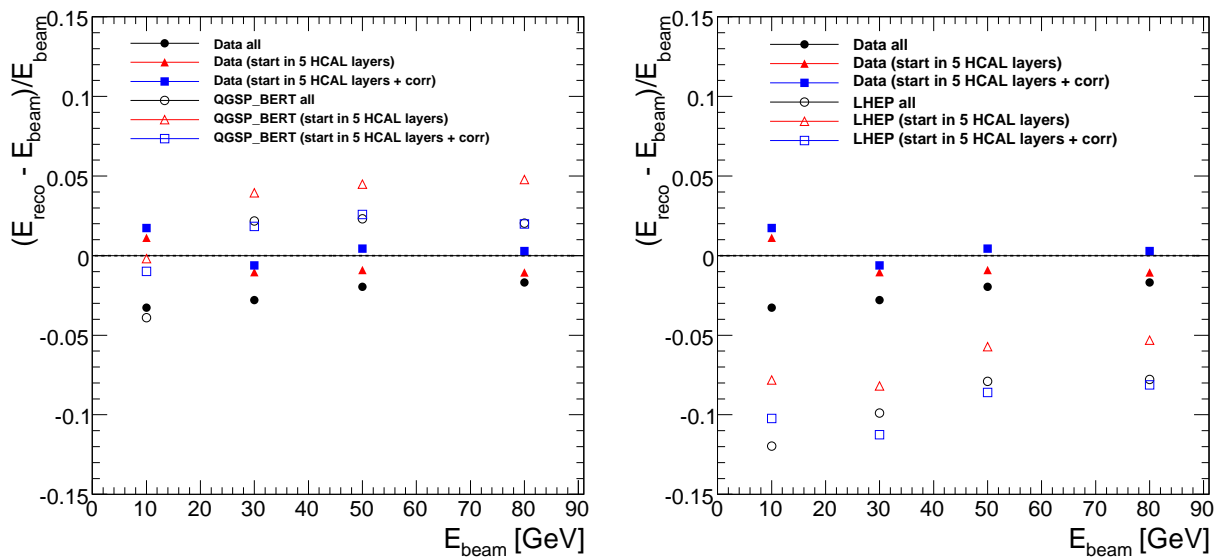 (E_reco - E_beam)/E_beam
0.15
0.1
0.05
0
-0.05
-0.1
-0.15
Data all
Data (start in 5 HCAL layers)
Data (start in 5 HCAL layers + corr)
QGSP_BERT all
QGSP_BERT (start in 5 HCAL layers)
QGSP_BERT (start in 5 HCAL layers + corr)
0 10 20 30 40 50 60 70 80 90
E_beam [GeV]
(E_reco - E_beam)/E_beam
0.15
0.1
0.05
0
-0.05
-0.1
-0.15
Data all
Data (start in 5 HCAL layers)
Data (start in 5 HCAL layers + corr)
LHEP all
LHEP (start in 5 HCAL layers)
LHEP (start in 5 HCAL layers + corr)
0 10 20 30 40 50 60 70 80 90
E_beam [GeV]